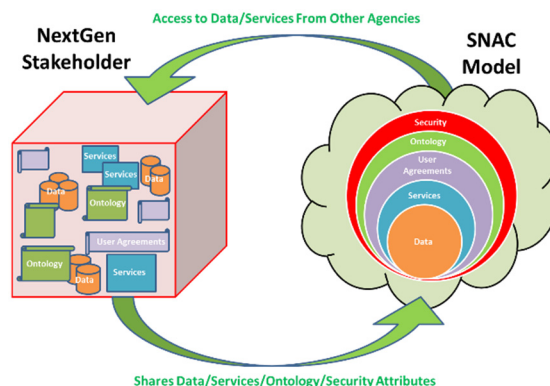 Access to Data/Services From Other Agencies
NextGen
Stakeholder
SNAC
Model
Services
Services
Data
Data
Ontology
User Agreements
Ontology
Data
Services
Security
Ontology
User
Agreements
Services
Data
Shares Data/Services/Ontology/Security Attributes